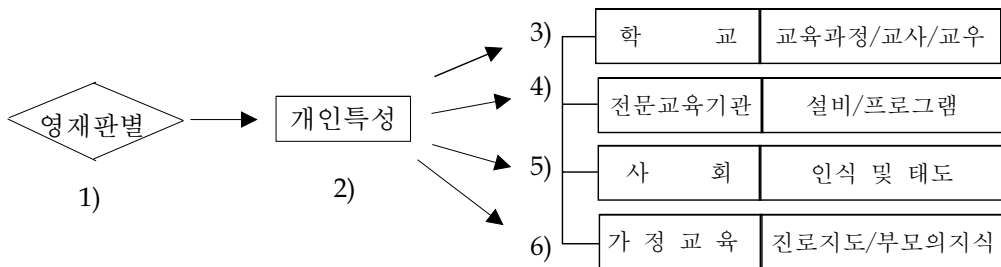 3) 학 교 교육과정/교사/교우
4) 전문교육기관 설비/프로그램
영재판별 개인특성
1) 2)
5) 사 회 인식 및 태도
6) 가 정 교 육 진로지도/부모의지식